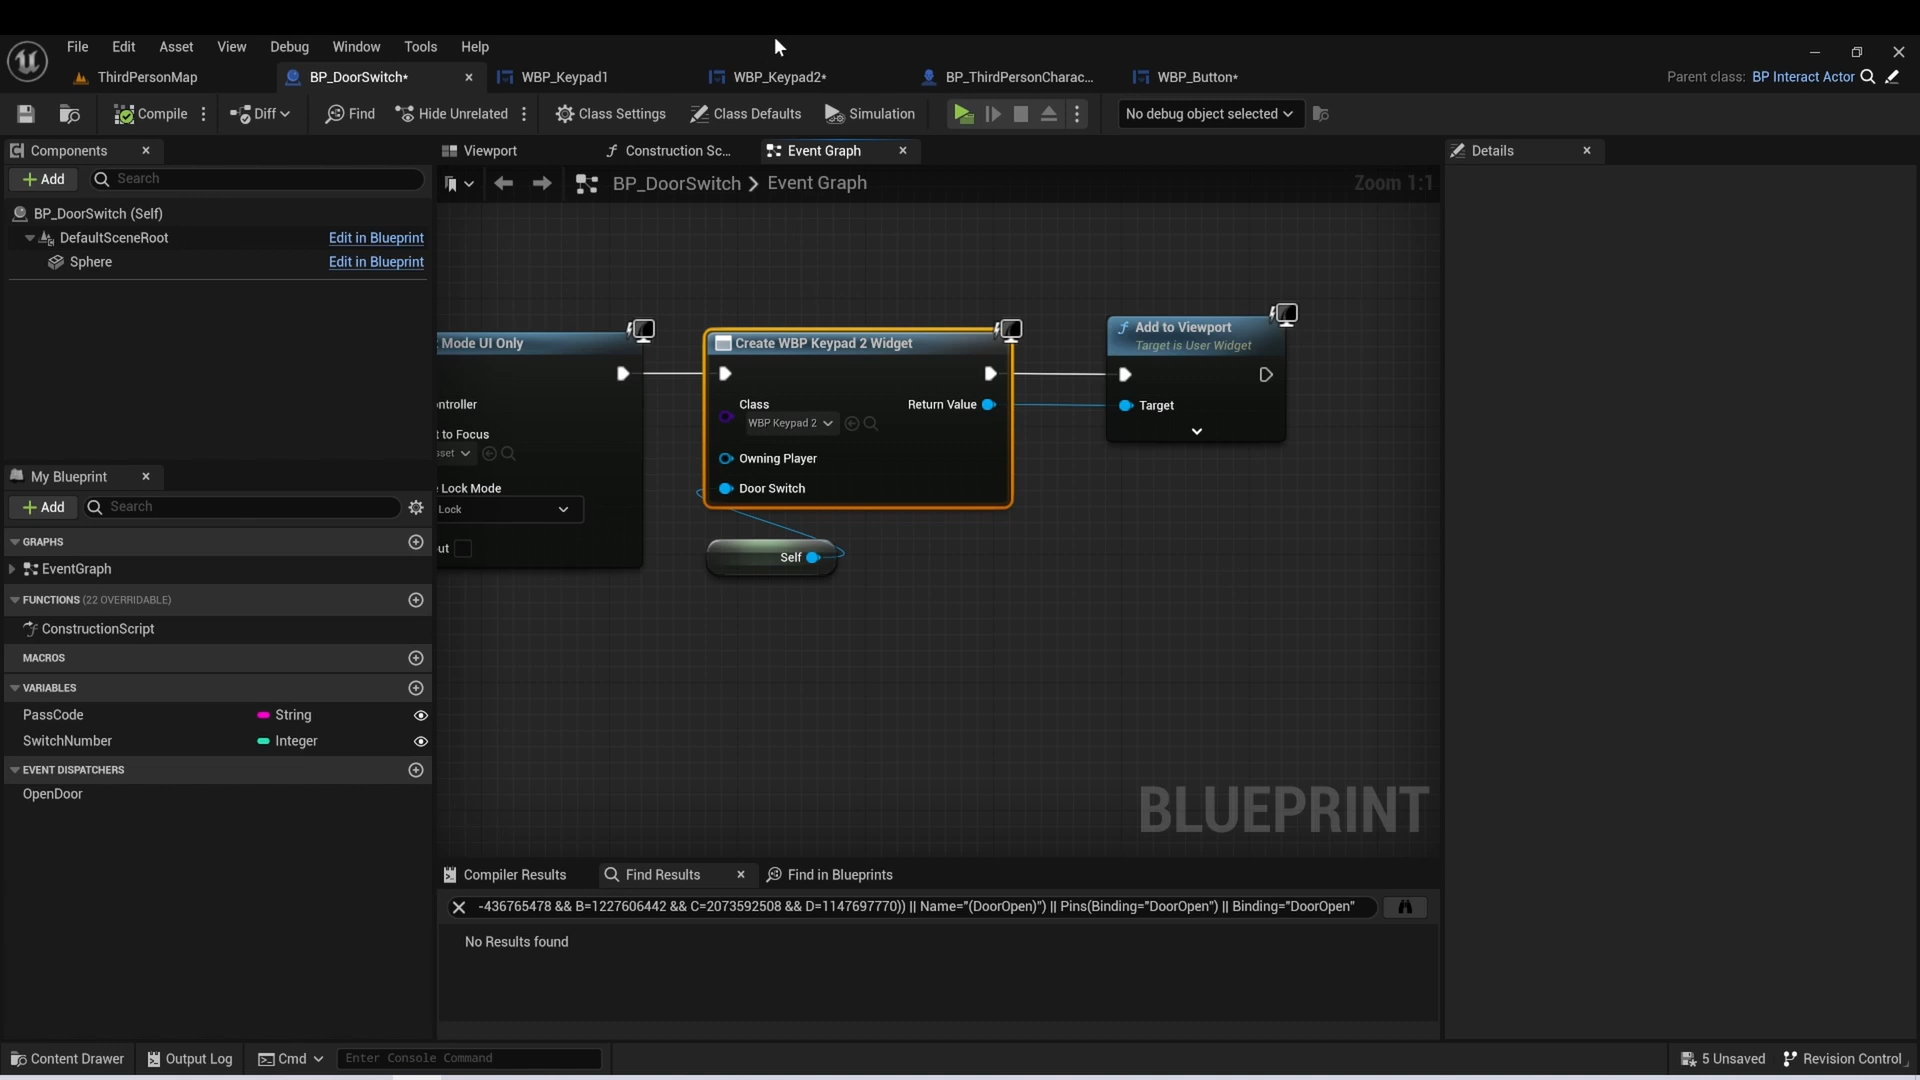 File Edit Asset View Debug Window Tools Help
ThirdPersonMap BP_DoorSwitch* WBP_Keypad1 WBP_Keypad2* BP_ThirdPersonCharac... WBP_Button* Parent class: BP Interact Actor
Compile Diff Find Hide Unrelated Class Settings Class Defaults Simulation No debug object selected
Components Viewport Construction Sc... Event Graph Details
+ Add Search
BP_DoorSwitch > Event Graph Zoom 1:1
BP_DoorSwitch (Self)
DefaultSceneRoot Edit in Blueprint
Sphere Edit in Blueprint
Mode UI Only
ntroller
t to Focus
sset
e Lock Mode
Lock
ut
Create WBP Keypad 2 Widget
Class Return Value
WBP Keypad 2
Owning Player
Door Switch
Self
Add to Viewport
Target is User Widget
Target
My Blueprint
+ Add Search
GRAPHS
EventGraph
FUNCTIONS (22 OVERRIDABLE)
ConstructionScript
MACROS
VARIABLES
PassCode String
SwitchNumber Integer
EVENT DISPATCHERS
OpenDoor
BLUEPRINT
Compiler Results Find Results Find in Blueprints
-436765478 && B=1227606442 && C=2073592508 && D=1147697770)) || Name="(DoorOpen)") || Pins(Binding="DoorOpen") || Binding="DoorOpen"
No Results found
Content Drawer Output Log Cmd Enter Console Command 5 Unsaved Revision Control